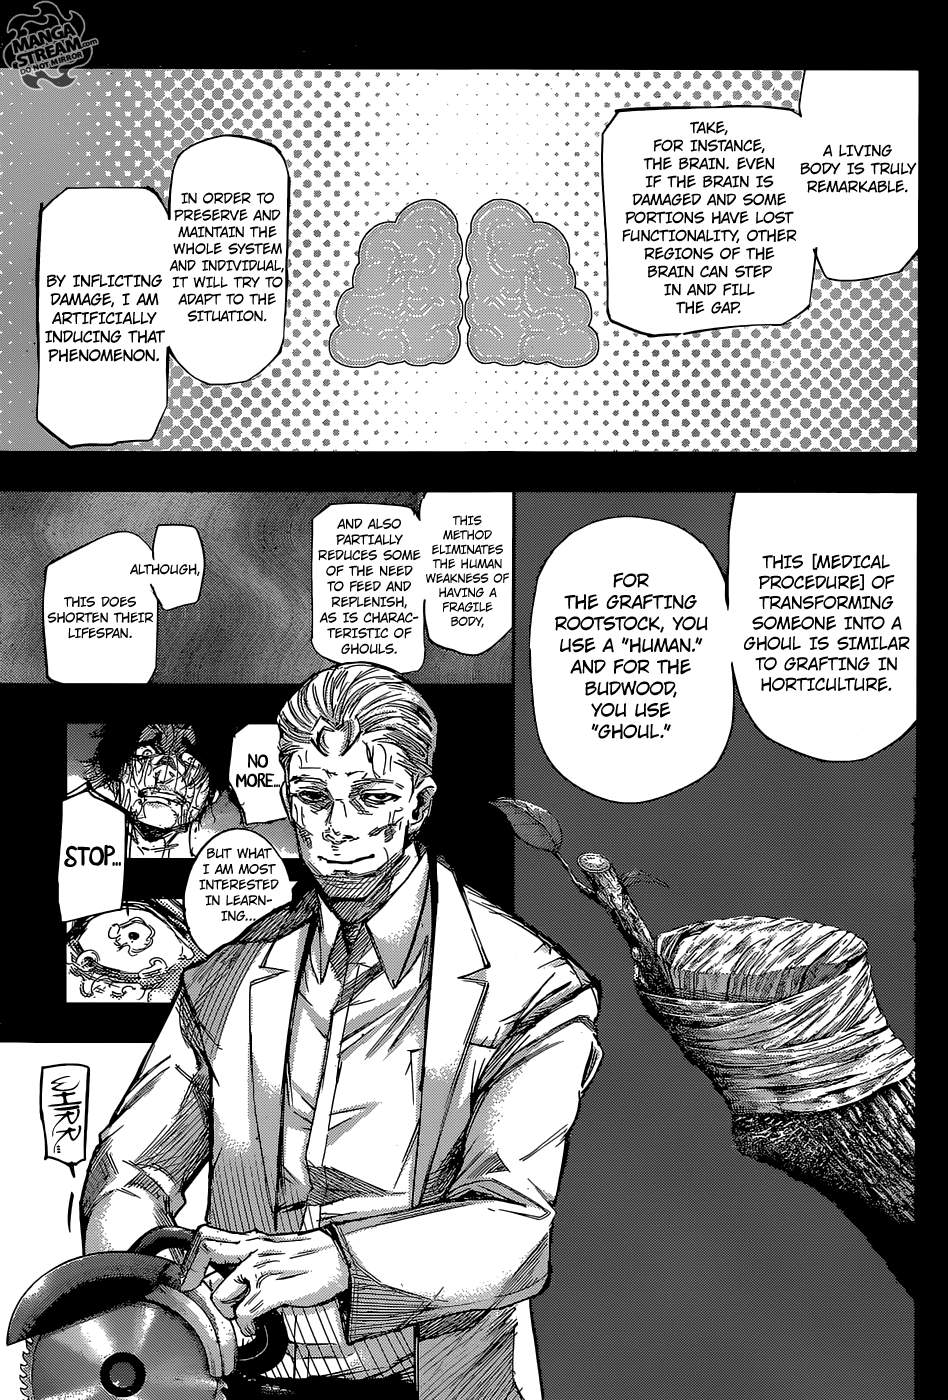 MANGA
STREAM.com
DO NOT MIRROR
A LIVING
BODY IS TRULY
REMARKABLE.
TAKE,
FOR INSTANCE,
THE BRAIN. EVEN
IF THE BRAIN IS
DAMAGED AND SOME
PORTIONS HAVE LOST
FUNCTIONALITY, OTHER
REGIONS OF THE
BRAIN CAN STEP
IN AND FILL
THE GAP.
IN ORDER TO
PRESERVE AND
MAINTAIN THE
WHOLE SYSTEM
AND INDIVIDUAL,
IT WILL TRY TO
ADAPT TO THE
SITUATION.
BY INFLICTING
DAMAGE, I AM
ARTIFICIALLY
INDUCING THAT
PHENOMENON.
THIS [MEDICAL
PROCEDURE] OF
TRANSFORMING
SOMEONE INTO A
GHOUL IS SIMILAR
TO GRAFTING IN
HORTICULTURE.
FOR
THE GRAFTING
ROOTSTOCK, YOU
USE A "HUMAN."
AND FOR THE
BUDWOOD,
YOU USE
"GHOUL."
THIS
METHOD
ELIMINATES
THE HUMAN
WEAKNESS OF
HAVING A
FRAGILE
BODY,
AND ALSO
PARTIALLY
REDUCES SOME
OF THE NEED
TO FEED AND
REPLENISH,
AS IS CHARAC-
TERISTIC OF
GHOULS.
ALTHOUGH,
THIS DOES
SHORTEN THEIR
LIFESPAN.
NO
MORE...
STOP...
BUT WHAT
I AM MOST
INTERESTED
IN LEARN-
ING...
WHIRR..